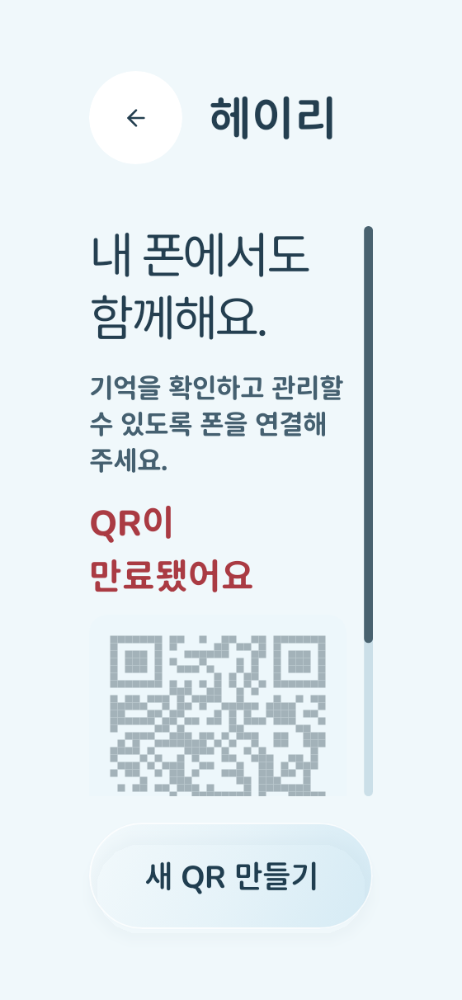 헤이리
내 폰에서도
함께해요.
기억을 확인하고 관리할
수 있도록 폰을 연결해
주세요.
QR이
만료됐어요
새 QR 만들기